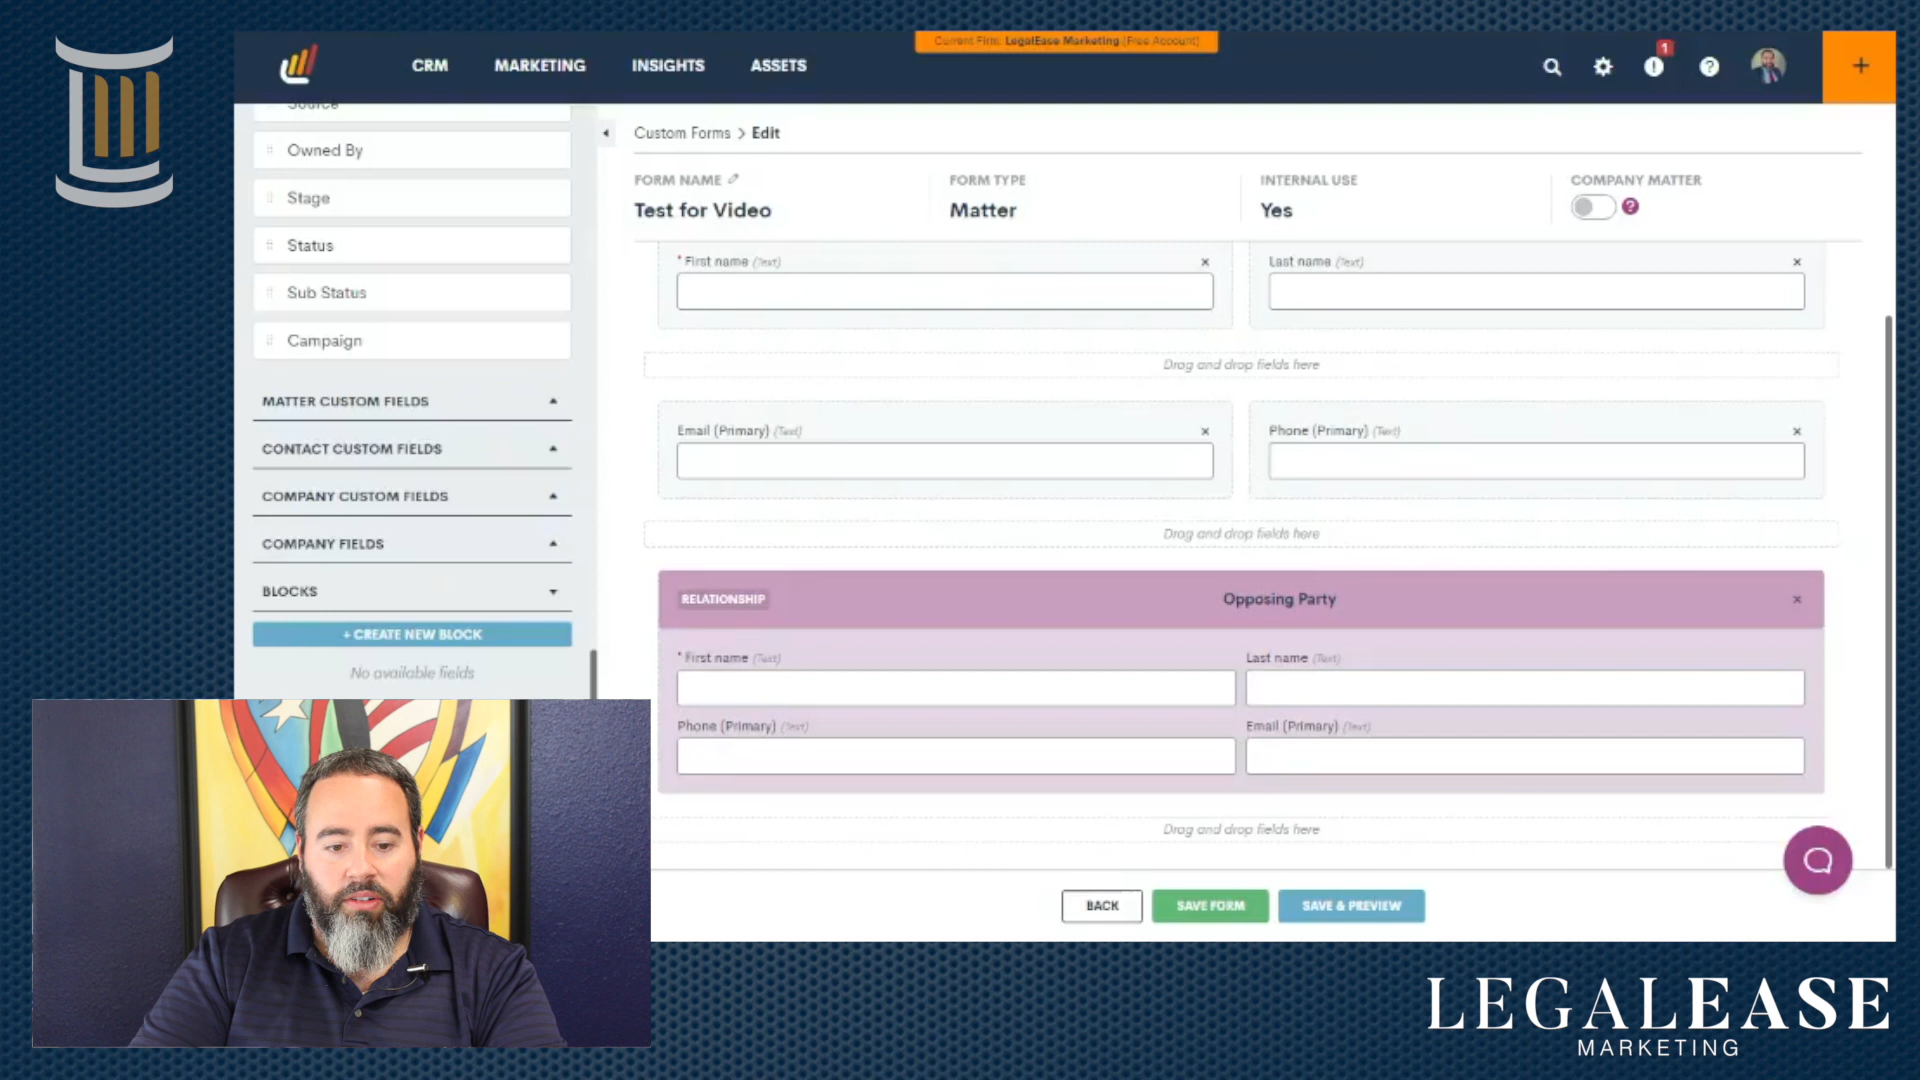 Current Firm: LegalEase Marketing (Free Account)
CRM
MARKETING
INSIGHTS
ASSETS
1
+
Source
Owned By
Stage
Status
Sub Status
Campaign
MATTER CUSTOM FIELDS
CONTACT CUSTOM FIELDS
COMPANY CUSTOM FIELDS
COMPANY FIELDS
BLOCKS
+ CREATE NEW BLOCK
No available fields
Custom Forms > Edit
FORM NAME
Test for Video
FORM TYPE
Matter
INTERNAL USE
Yes
COMPANY MATTER
?
* First name (Text)
Last name (Text)
Drag and drop fields here
Email (Primary) (Text)
Phone (Primary) (Text)
Drag and drop fields here
RELATIONSHIP
Opposing Party
* First name (Text)
Last name (Text)
Phone (Primary) (Text)
Email (Primary) (Text)
Drag and drop fields here
BACK
SAVE FORM
SAVE & PREVIEW
LEGALEASE
MARKETING